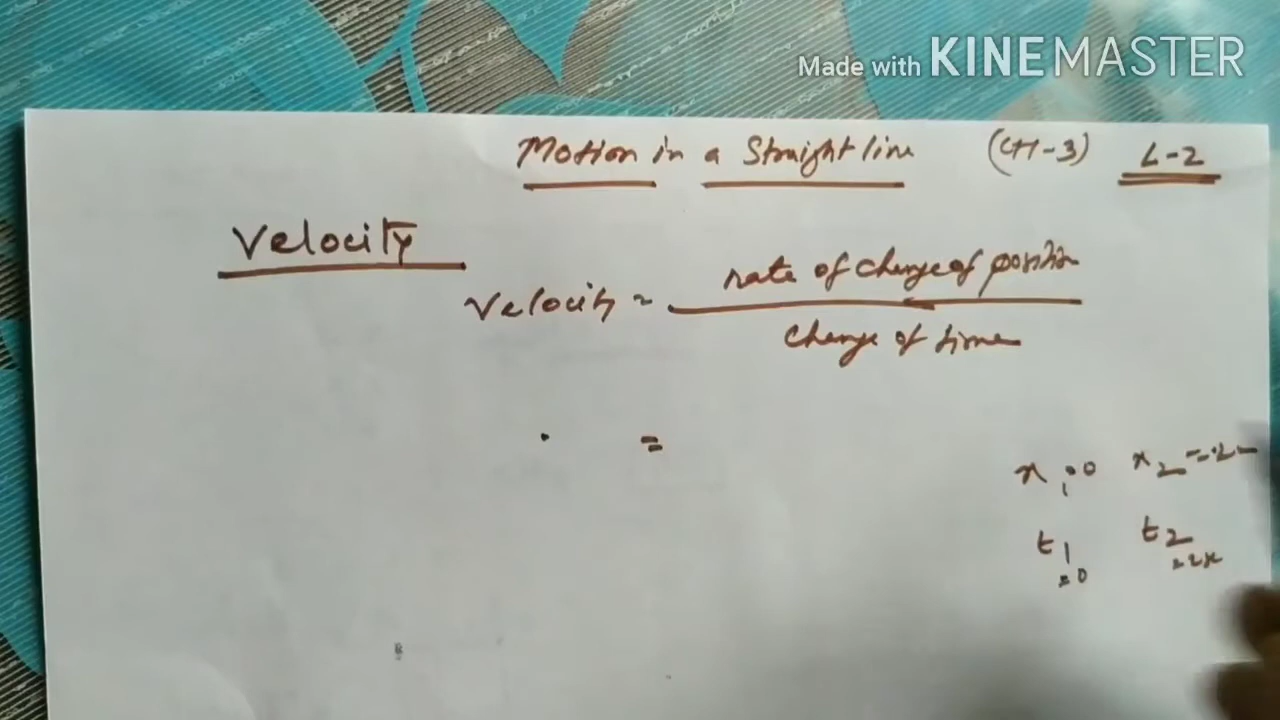 Made with KINEMASTER
Motion in a Straight line (CH-3) L-2
Velocity
Velocity = rate of change of position
change of time
=
x₁=0 x₂=2
t₁ t₂
=0